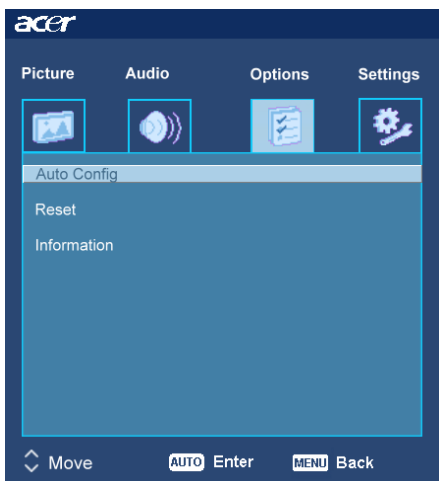 acer
Picture Audio Options Settings
Auto Config
Reset
Information
Move AUTO Enter MENU Back